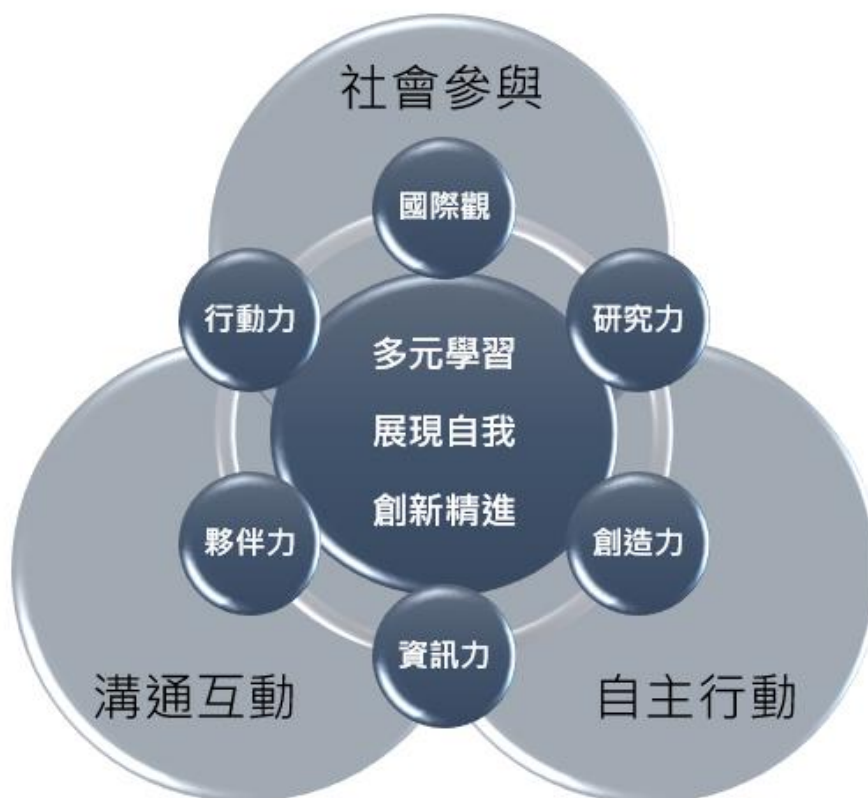 社會參與
國際觀
行動力
研究力
多元學習
展現自我
創新精進
夥伴力
創造力
資訊力
溝通互動
自主行動